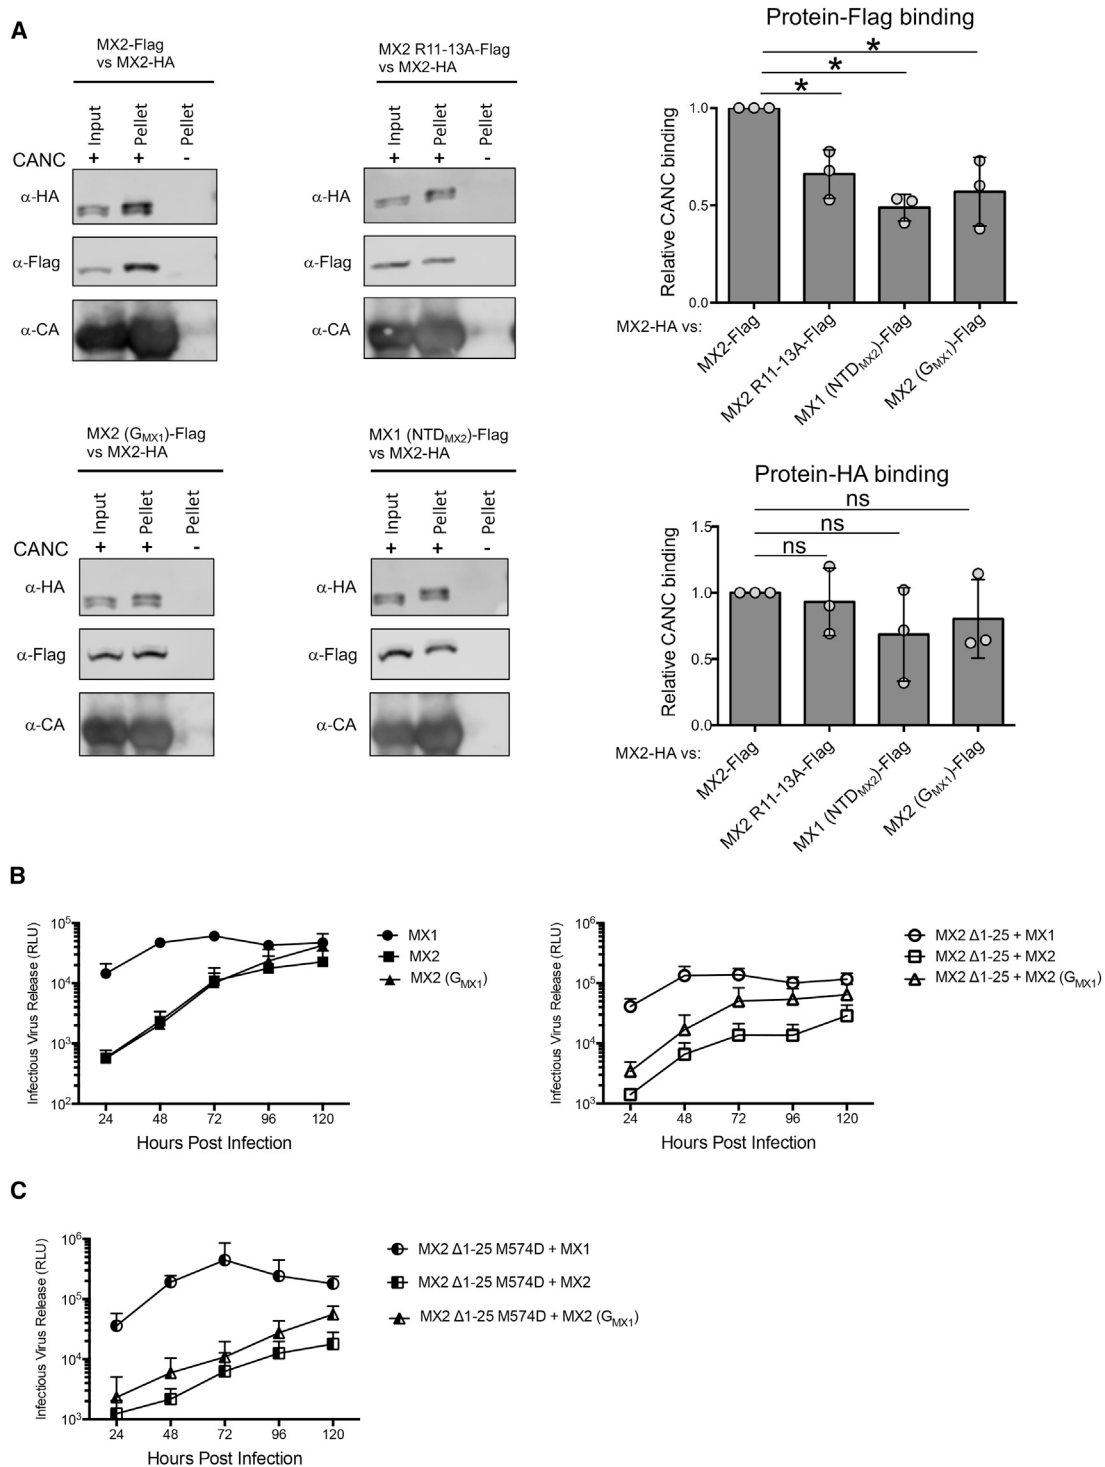 A
MX2-Flag
vs MX2-HA
Input
Pellet
Pellet
CANC + + -
α-HA
α-Flag
α-CA
MX2 R11-13A-Flag
vs MX2-HA
Input
Pellet
Pellet
+ + -
α-HA
α-Flag
α-CA
Protein-Flag binding
*
*
*
Relative CANC binding
1.0
0.5
0.0
MX2-HA vs:
MX2-Flag
MX2 R11-13A-Flag
MX1 (NTDMX2)-Flag
MX2 (GMX1)-Flag
MX2 (GMX1)-Flag
vs MX2-HA
Input
Pellet
Pellet
CANC + + -
α-HA
α-Flag
α-CA
MX1 (NTDMX2)-Flag
vs MX2-HA
Input
Pellet
Pellet
+ + -
α-HA
α-Flag
α-CA
Protein-HA binding
ns
ns
ns
Relative CANC binding
1.5
1.0
0.5
0.0
MX2-HA vs:
MX2-Flag
MX2 R11-13A-Flag
MX1 (NTDMX2)-Flag
MX2 (GMX1)-Flag
B
Infectious Virus Release (RLU)
10⁵
10⁴
10³
10²
24 48 72 96 120
Hours Post Infection
MX1
MX2
MX2 (GMX1)
Infectious Virus Release (RLU)
10⁶
10⁵
10⁴
10³
24 48 72 96 120
Hours Post Infection
MX2 Δ1-25 + MX1
MX2 Δ1-25 + MX2
MX2 Δ1-25 + MX2 (GMX1)
C
Infectious Virus Release (RLU)
10⁶
10⁵
10⁴
10³
24 48 72 96 120
Hours Post Infection
MX2 Δ1-25 M574D + MX1
MX2 Δ1-25 M574D + MX2
MX2 Δ1-25 M574D + MX2 (GMX1)